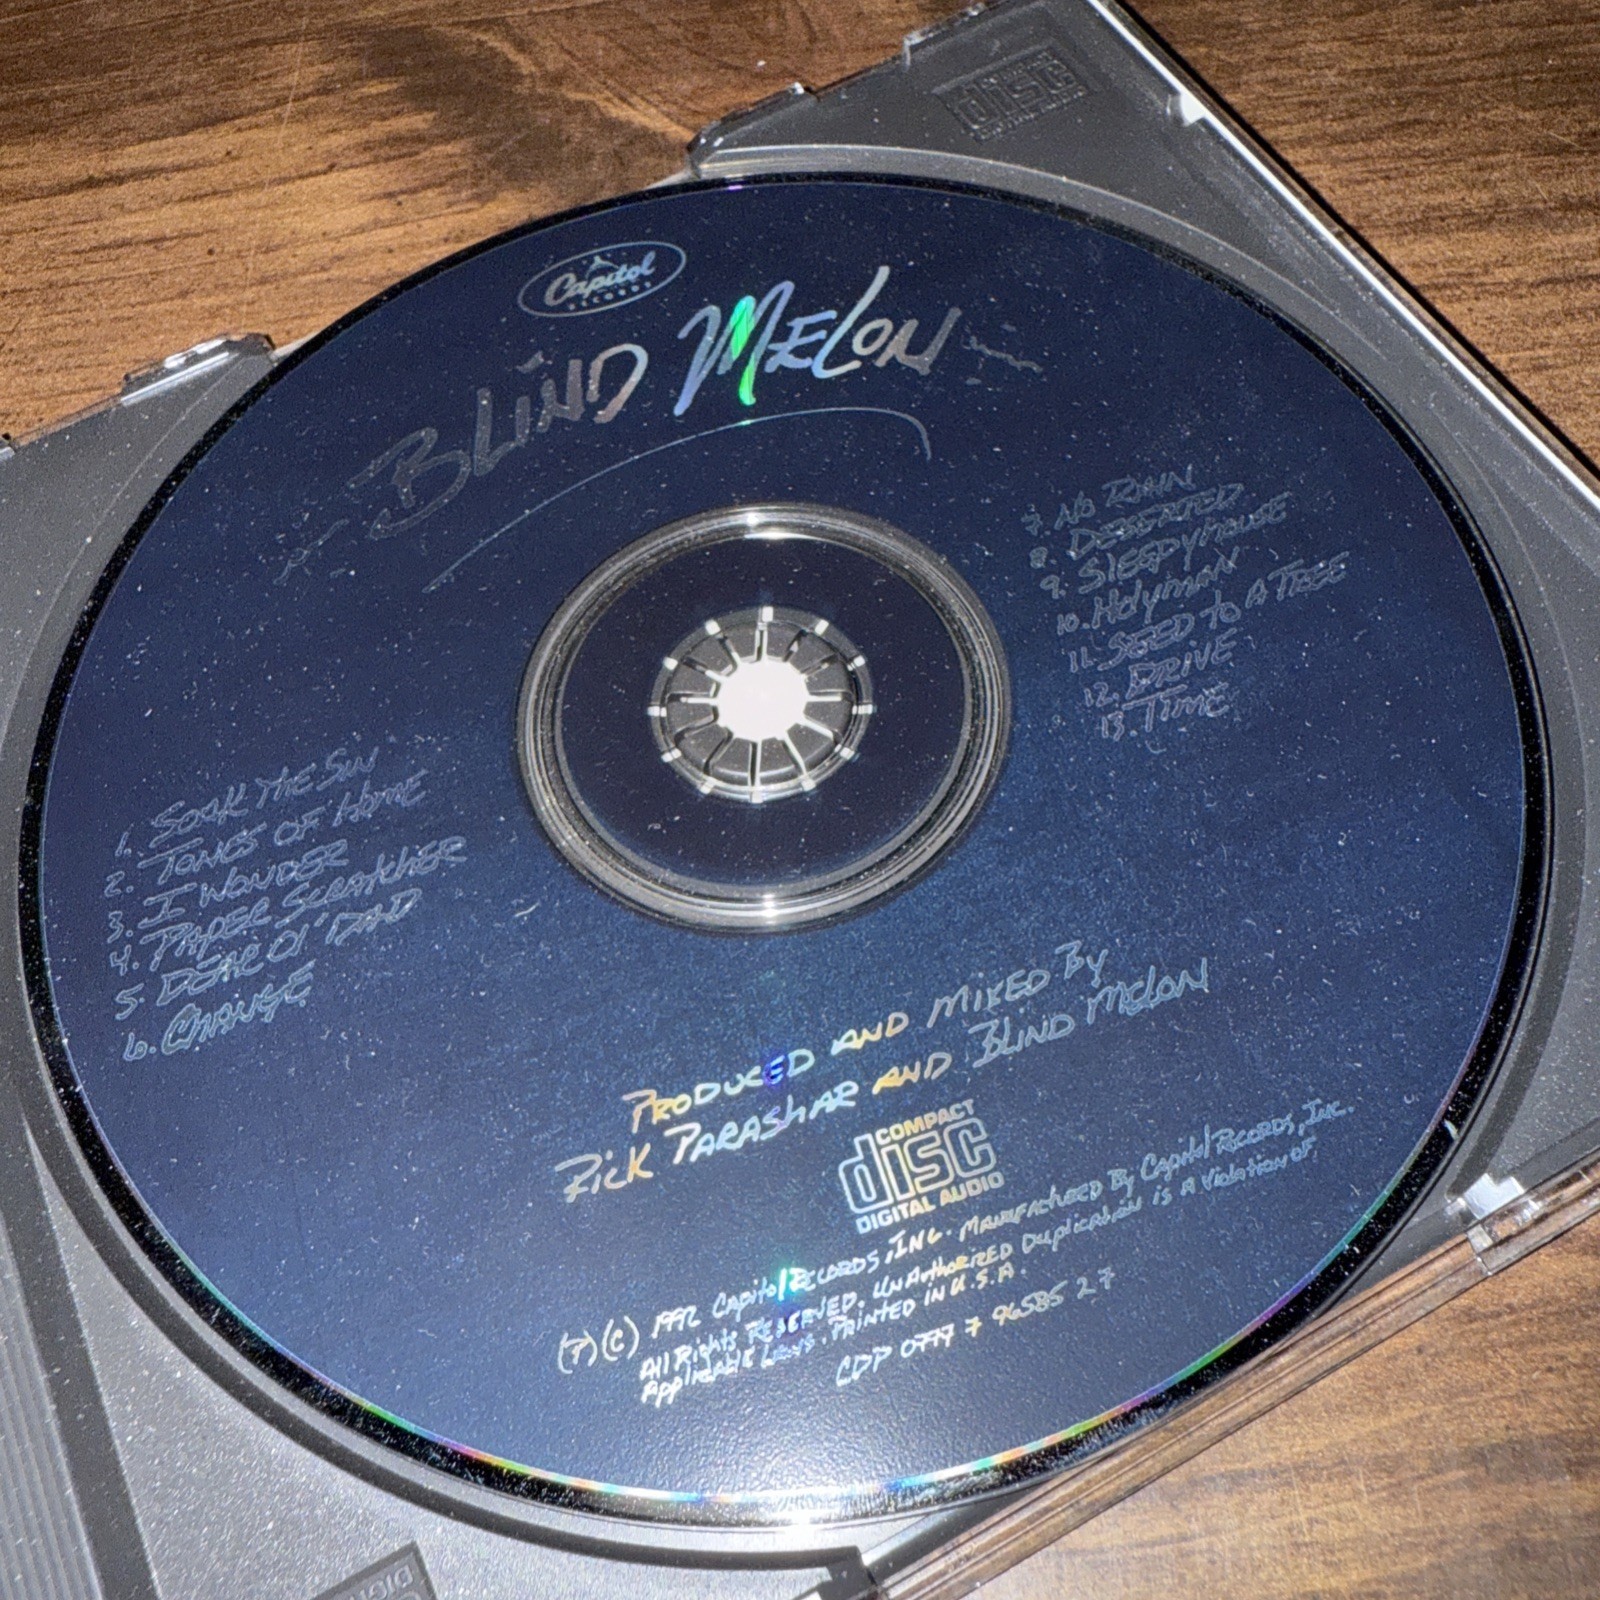 disc
Capitol
RECORDS
BLIND MELON
7. NO RAIN
8. DESERTED
9. SLEEPYHOUSE
10. HOLYMAN
11. SEED TO A TREE
12. DRIVE
13. TIME
1. SOAK THE SUN
2. TONES OF HOME
3. I WONDER
4. PAPER SCRATCHER
5. DEAR OL' DAD
6. CHANGE
PRODUCED AND MIXED BY
RICK PARASHAR AND BLIND MELON
COMPACT
disc
DIGITAL AUDIO
(P)(C) 1992 Capitol RECORDS, INC. MANUFACTURED By Capitol RECORDS, INC.
All Rights RESERVED. UNAuthorIZED Duplication is A Violation OF
Applicable Laws. PRINTED IN U.S.A.
CDP 0777 7 96585 2 7